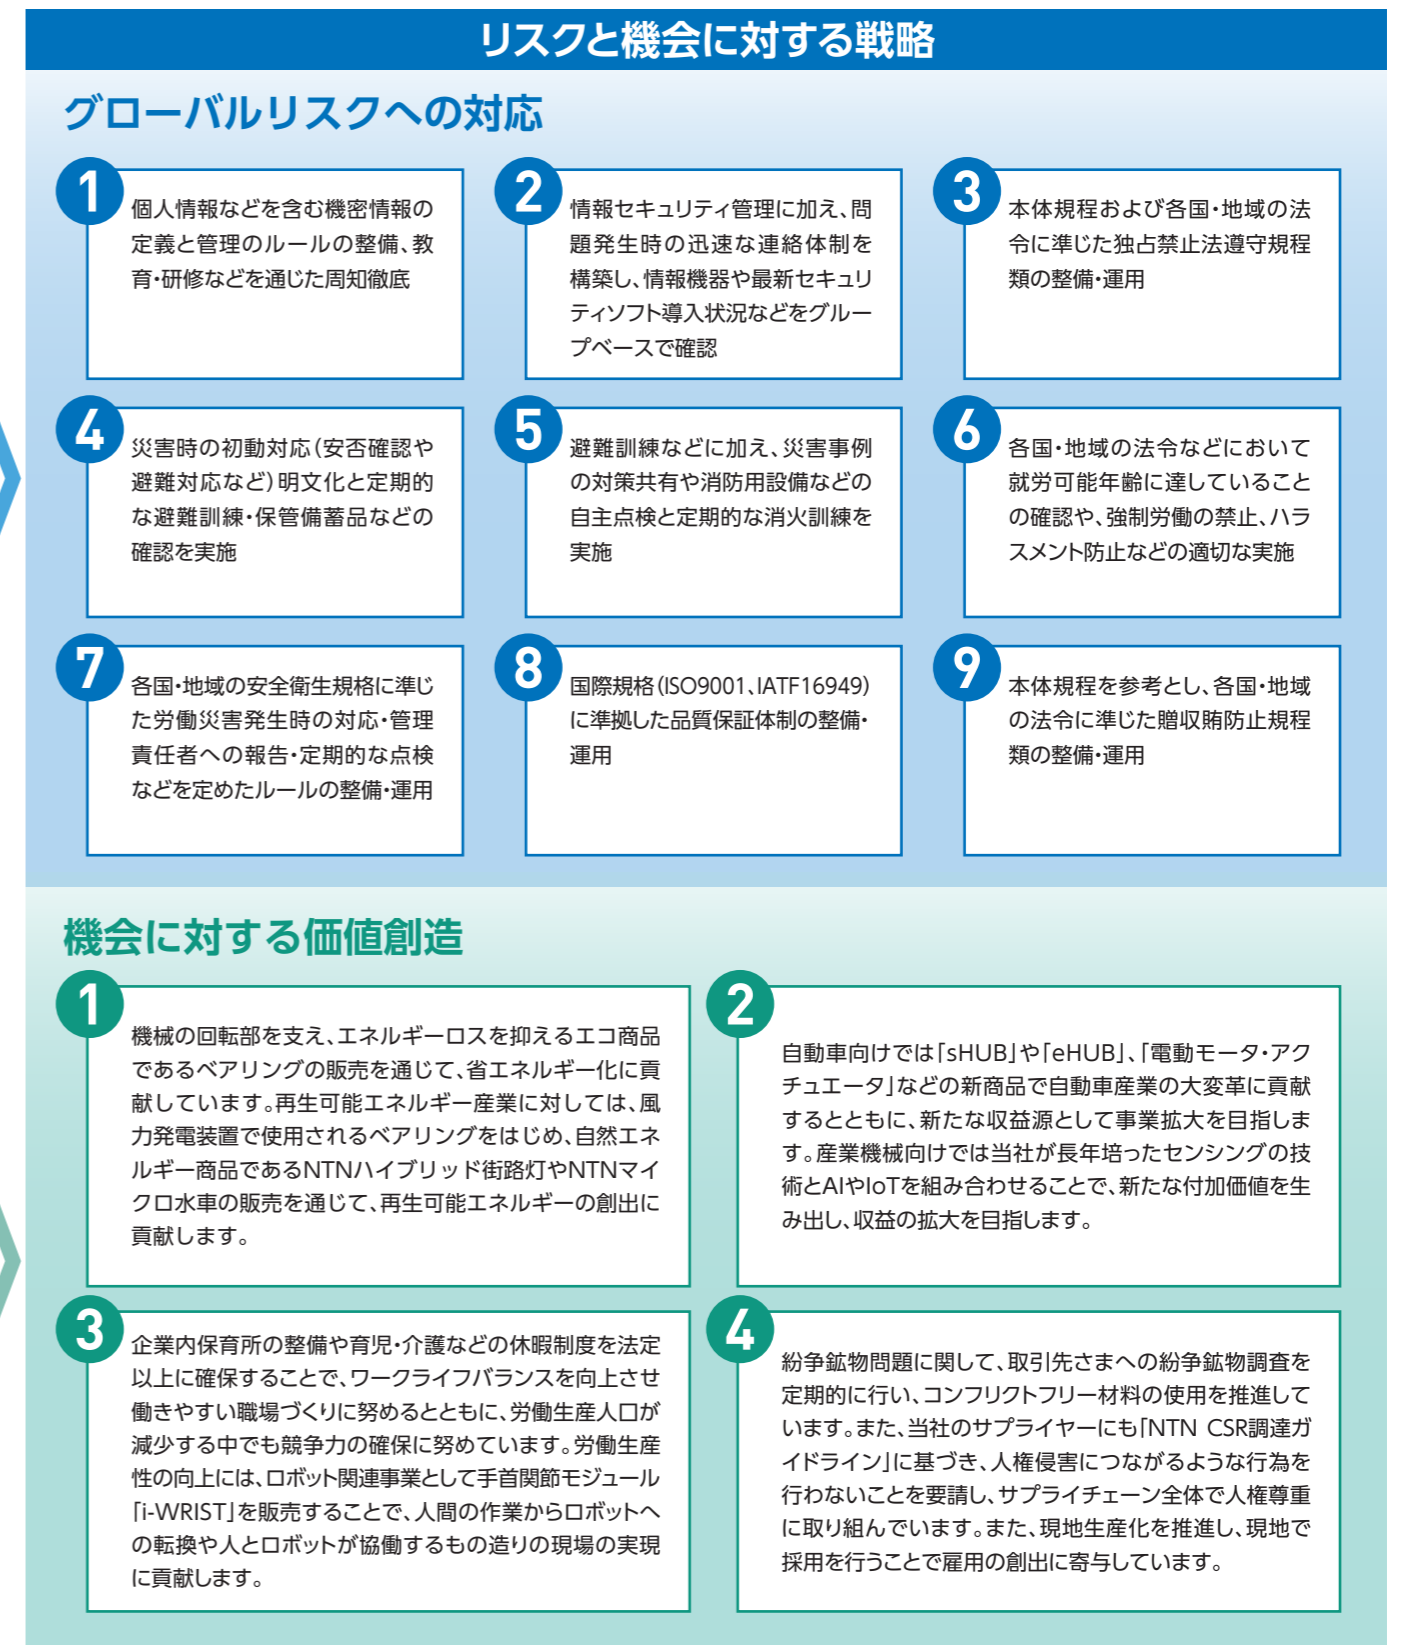 リスクと機会に対する戦略
グローバルリスクへの対応
1
個人情報などを含む機密情報の
定義と管理のルールの整備、教
育・研修などを通じた周知徹底
2
情報セキュリティ管理に加え、問
題発生時の迅速な連絡体制を
構築し、情報機器や最新セキュリ
ティソフト導入状況などをグルー
プベースで確認
3
本体規程および各国・地域の法
令に準じた独占禁止法遵守規程
類の整備・運用
4
災害時の初動対応（安否確認や
避難対応など）明文化と定期的
な避難訓練・保管備蓄品などの
確認を実施
5
避難訓練などに加え、災害事例
の対策共有や消防用設備などの
自主点検と定期的な消火訓練を
実施
6
各国・地域の法令などにおいて
就労可能年齢に達していること
の確認や、強制労働の禁止、ハラ
スメント防止などの適切な実施
7
各国・地域の安全衛生規格に準じ
た労働災害発生時の対応・管理
責任者への報告・定期的な点検
などを定めたルールの整備・運用
8
国際規格（ISO9001、IATF16949）
に準拠した品質保証体制の整備・
運用
9
本体規程を参考とし、各国・地域
の法令に準じた贈収賄防止規程
類の整備・運用
機会に対する価値創造
1
機械の回転部を支え、エネルギーロスを抑えるエコ商品
であるベアリングの販売を通じて、省エネルギー化に貢
献しています。再生可能エネルギー産業に対しては、風
力発電装置で使用されるベアリングをはじめ、自然エネ
ルギー商品であるNTNハイブリッド街路灯やNTNマイ
クロ水車の販売を通じて、再生可能エネルギーの創出に
貢献します。
2
自動車向けでは「sHUB」や「eHUB」、「電動モータ・アク
チュエータ」などの新商品で自動車産業の大変革に貢献
するとともに、新たな収益源として事業拡大を目指しま
す。産業機械向けでは当社が長年培ったセンシングの技
術とAIやIoTを組み合わせることで、新たな付加価値を生
み出し、収益の拡大を目指します。
3
企業内保育所の整備や育児・介護などの休暇制度を法定
以上に確保することで、ワークライフバランスを向上させ
働きやすい職場づくりに努めるとともに、労働生産人口が
減少する中でも競争力の確保に努めています。労働生産
性の向上には、ロボット関連事業として手首関節モジュール
「i-WRIST」を販売することで、人間の作業からロボットへ
の転換や人とロボットが協働するもの造りの現場の実現
に貢献します。
4
紛争鉱物問題に関して、取引先さまへの紛争鉱物調査を
定期的に行い、コンフリクトフリー材料の使用を推進して
います。また、当社のサプライヤーにも「NTN CSR調達ガ
イドライン」に基づき、人権侵害につながるような行為を
行わないことを要請し、サプライチェーン全体で人権尊重
に取り組んでいます。また、現地生産化を推進し、現地で
採用を行うことで雇用の創出に寄与しています。